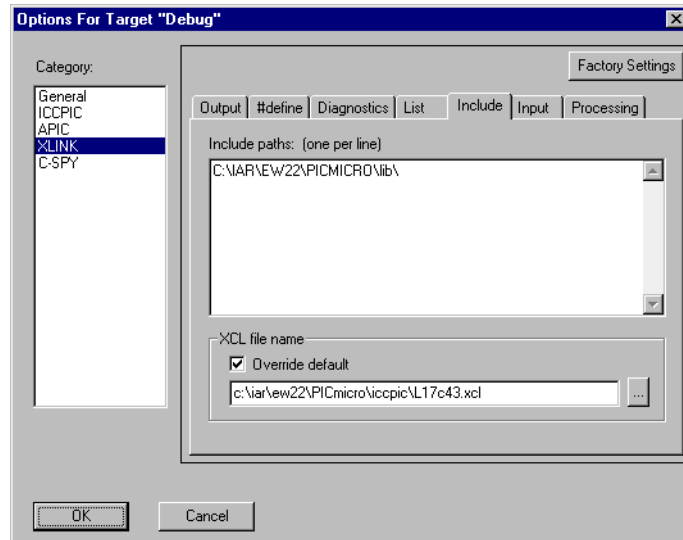 Options For Target "Debug"
Category:
Factory Settings
General
ICCPIC
APIC
XLINK
C-SPY
Output #define Diagnostics List Include Input Processing
Include paths: (one per line)
C:\IAR\EW22\PICMICRO\lib\
XCL file name
Override default
c:\iar\ew22\PICmicro\iccpic\L17c43.xcl
...
OK Cancel